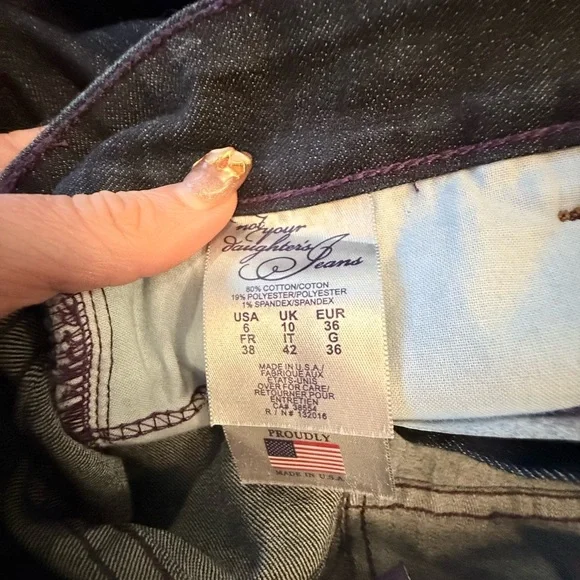 not your
daughter's
Jeans
80% COTTON/COTON
19% POLYESTER/POLYESTER
1% SPANDEX/SPANDEX
USA UK EUR
6 10 36
FR IT G
38 42 36
MADE IN U.S.A./
FABRIQUE AUX
ETATS-UNIS
OVER FOR CARE/
RETOURNER POUR
ENTRETIEN
CA# 38554
R / N # 132016
PROUDLY
MADE IN U.S.A.